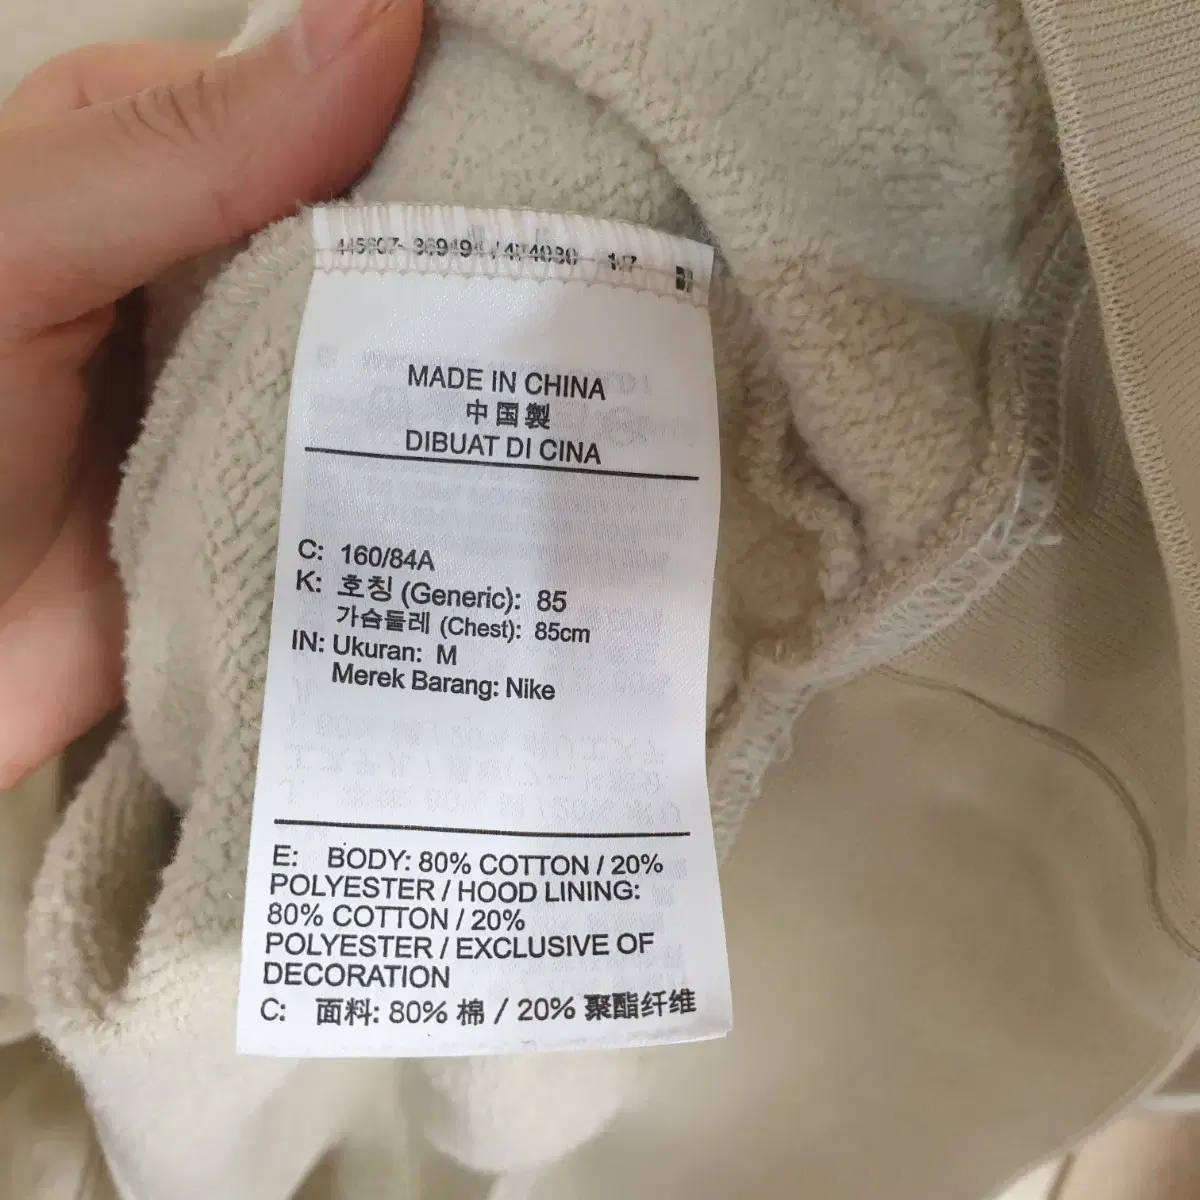 MADE IN CHINA
中国製
DIBUAT DI CINA
C: 160/84A
K: 호칭 (Generic): 85
가슴둘레 (Chest): 85cm
IN: Ukuran: M
Merek Barang: Nike
E: BODY: 80% COTTON / 20%
POLYESTER / HOOD LINING:
80% COTTON / 20%
POLYESTER / EXCLUSIVE OF
DECORATION
C: 面料: 80% 棉 / 20% 聚酯纤维